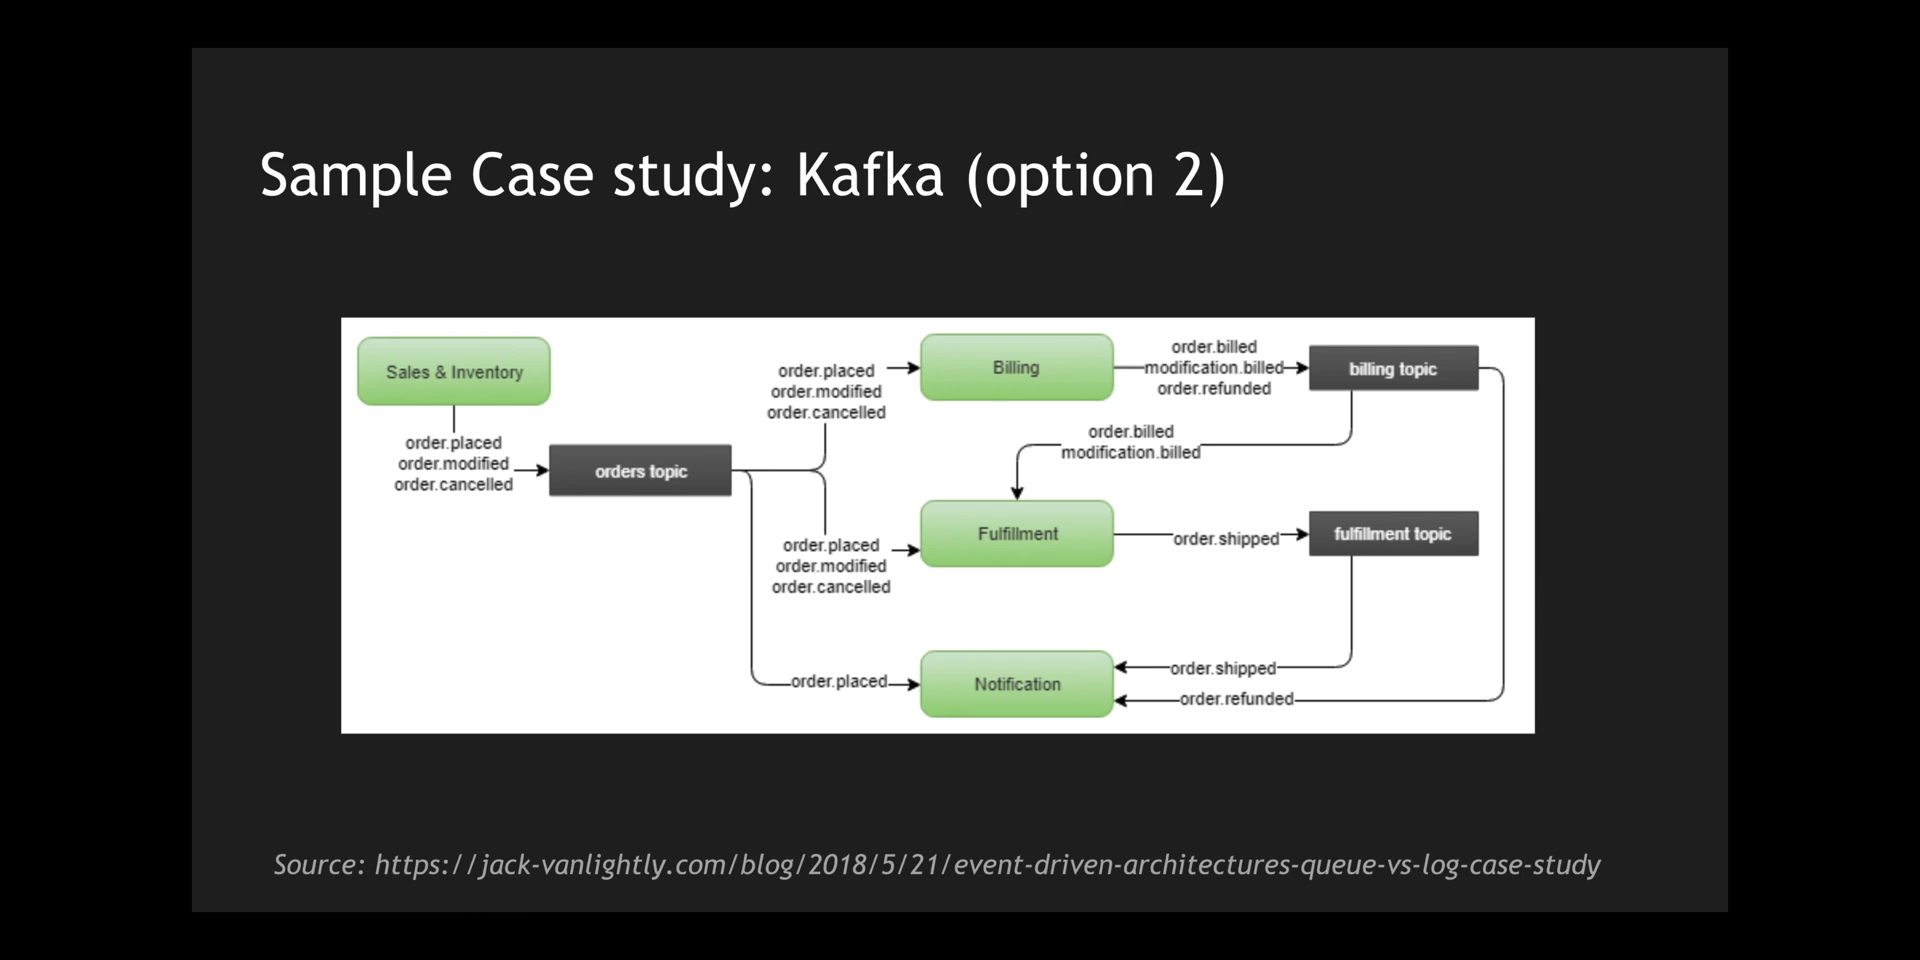 Sample Case study: Kafka (option 2)
Sales & Inventory
order.placed
order.modified
order.cancelled
orders topic
order.placed
order.modified
order.cancelled
Billing
order.billed
modification.billed
order.refunded
billing topic
order.billed
modification.billed
order.placed
order.modified
order.cancelled
Fulfillment
order.shipped
fulfillment topic
order.placed
Notification
order.shipped
order.refunded
Source: https://jack-vanlightly.com/blog/2018/5/21/event-driven-architectures-queue-vs-log-case-study